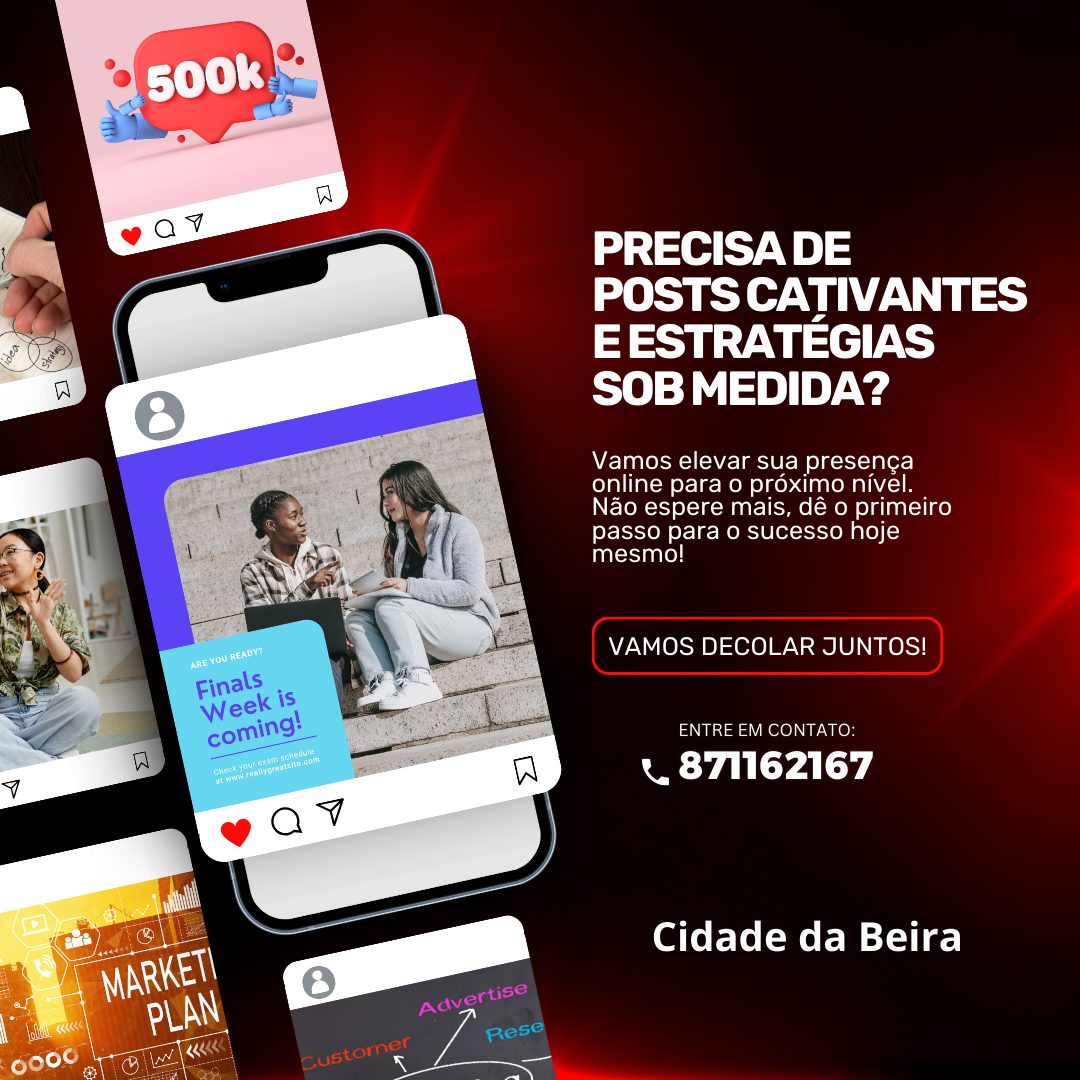 500k
idea
strategy
PRECISA DE
POSTS CATIVANTES
E ESTRATÉGIAS
SOB MEDIDA?
Vamos elevar sua presença
online para o próximo nível.
Não espere mais, dê o primeiro
passo para o sucesso hoje
mesmo!
VAMOS DECOLAR JUNTOS!
ENTRE EM CONTATO:
871162167
Cidade da Beira
ARE YOU READY?
Finals
Week is
coming!
Check your exam schedule
at www.reallygreatsite.com
MARKETI
PLAN
Advertise
Rese
Customer